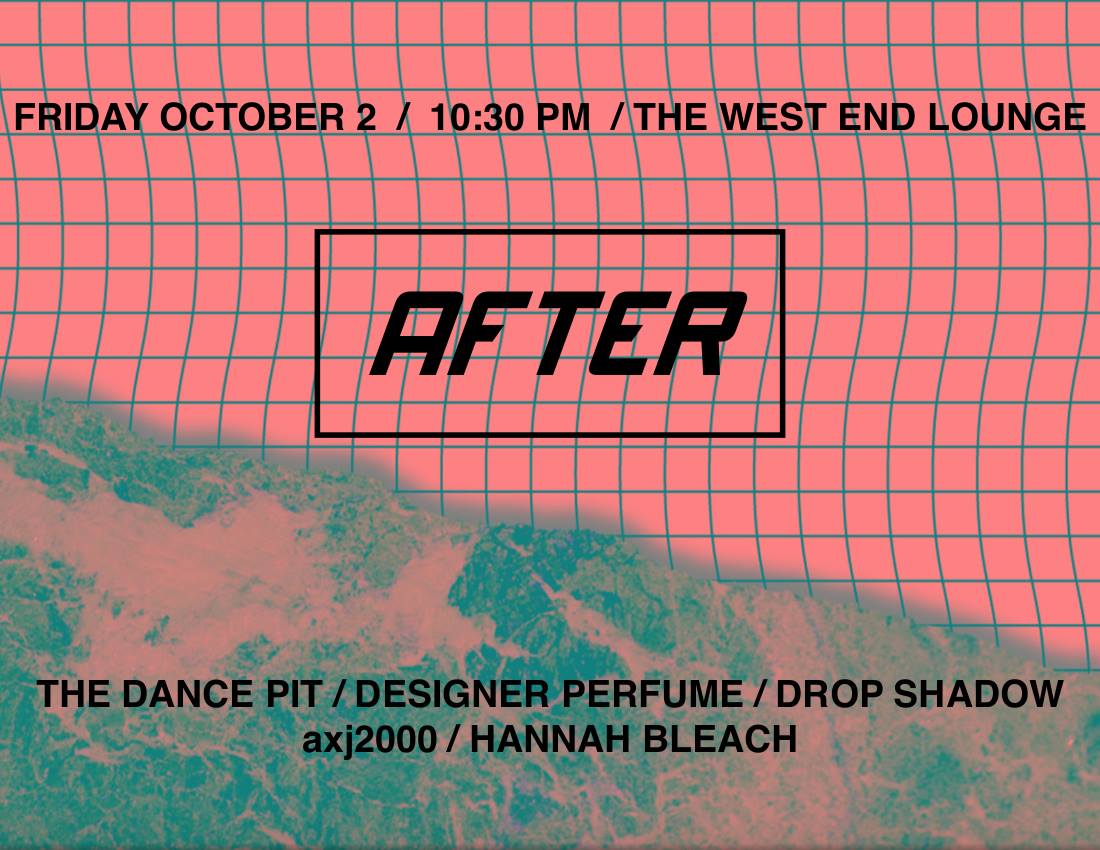 FRIDAY OCTOBER 2 / 10:30 PM / THE WEST END LOUNGE
AFTER
THE DANCE PIT / DESIGNER PERFUME / DROP SHADOW
axj2000 / HANNAH BLEACH